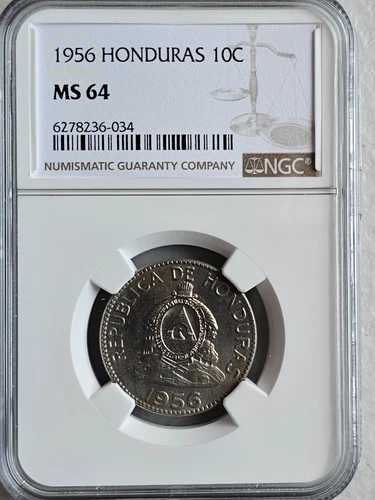 1956 HONDURAS 10C
MS 64
6278236-034
NUMISMATIC GUARANTY COMPANY
NGC®
REPUBLICA DE HONDURAS
1956